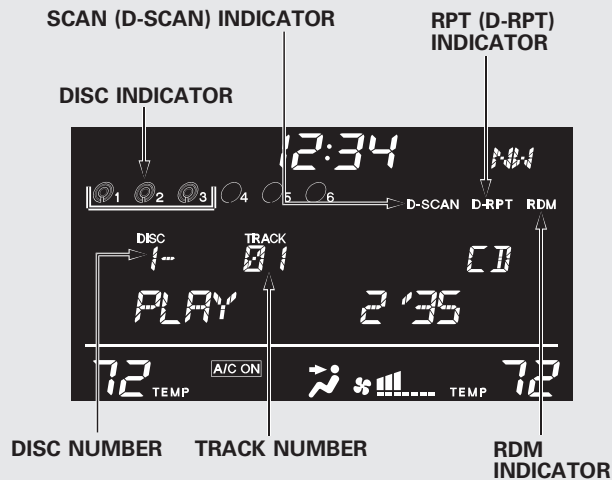 SCAN (D-SCAN) INDICATOR
RPT (D-RPT)
INDICATOR
DISC INDICATOR
12:34 NW
1 2 3 4 5 6
D-SCAN D-RPT RDM
DISC TRACK
1- 01 CD
PLAY 2'35
72 TEMP A/C ON TEMP 72
DISC NUMBER TRACK NUMBER
RDM
INDICATOR